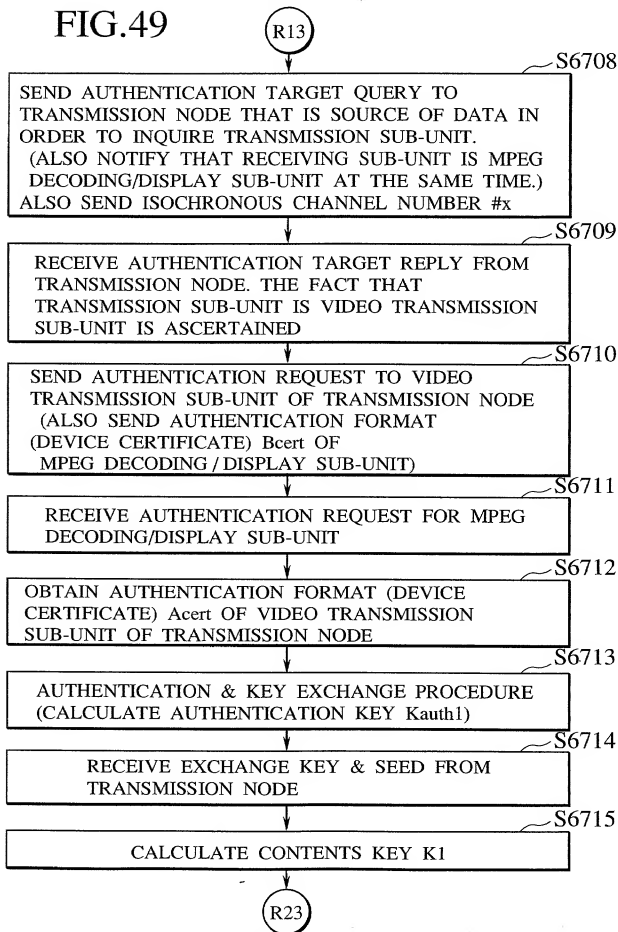 FIG.49
R13
S6708
SEND AUTHENTICATION TARGET QUERY TO
TRANSMISSION NODE THAT IS SOURCE OF DATA IN
ORDER TO INQUIRE TRANSMISSION SUB-UNIT.
(ALSO NOTIFY THAT RECEIVING SUB-UNIT IS MPEG
DECODING/DISPLAY SUB-UNIT AT THE SAME TIME.)
ALSO SEND ISOCHRONOUS CHANNEL NUMBER #x
S6709
RECEIVE AUTHENTICATION TARGET REPLY FROM
TRANSMISSION NODE. THE FACT THAT
TRANSMISSION SUB-UNIT IS VIDEO TRANSMISSION
SUB-UNIT IS ASCERTAINED
S6710
SEND AUTHENTICATION REQUEST TO VIDEO
TRANSMISSION SUB-UNIT OF TRANSMISSION NODE
(ALSO SEND AUTHENTICATION FORMAT
(DEVICE CERTIFICATE) Bcert OF
MPEG DECODING / DISPLAY SUB-UNIT)
S6711
RECEIVE AUTHENTICATION REQUEST FOR MPEG
DECODING/DISPLAY SUB-UNIT
S6712
OBTAIN AUTHENTICATION FORMAT (DEVICE
CERTIFICATE) Acert OF VIDEO TRANSMISSION
SUB-UNIT OF TRANSMISSION NODE
S6713
AUTHENTICATION & KEY EXCHANGE PROCEDURE
(CALCULATE AUTHENTICATION KEY Kauth1)
S6714
RECEIVE EXCHANGE KEY & SEED FROM
TRANSMISSION NODE
S6715
CALCULATE CONTENTS KEY K1
R23